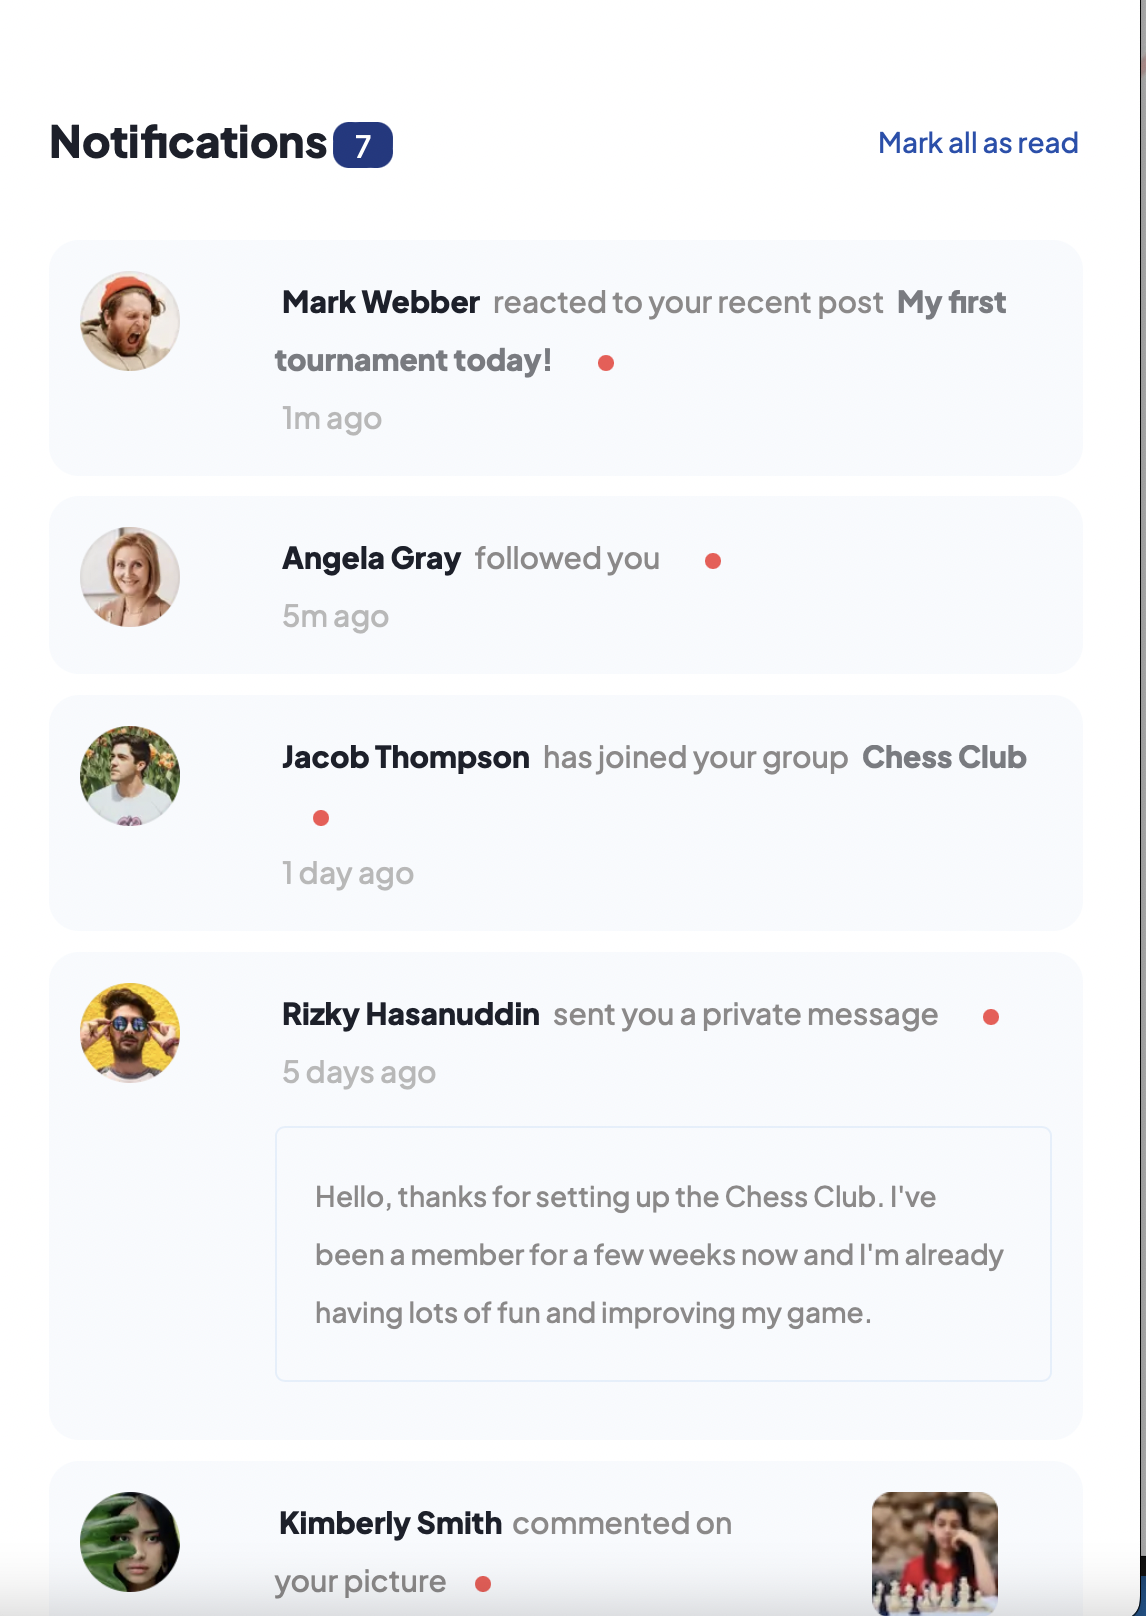 Notifications 7
Mark all as read
Mark Webber reacted to your recent post My first
tournament today!
1m ago
Angela Gray followed you
5m ago
Jacob Thompson has joined your group Chess Club
1 day ago
Rizky Hasanuddin sent you a private message
5 days ago
Hello, thanks for setting up the Chess Club. I've
been a member for a few weeks now and I'm already
having lots of fun and improving my game.
Kimberly Smith commented on
your picture